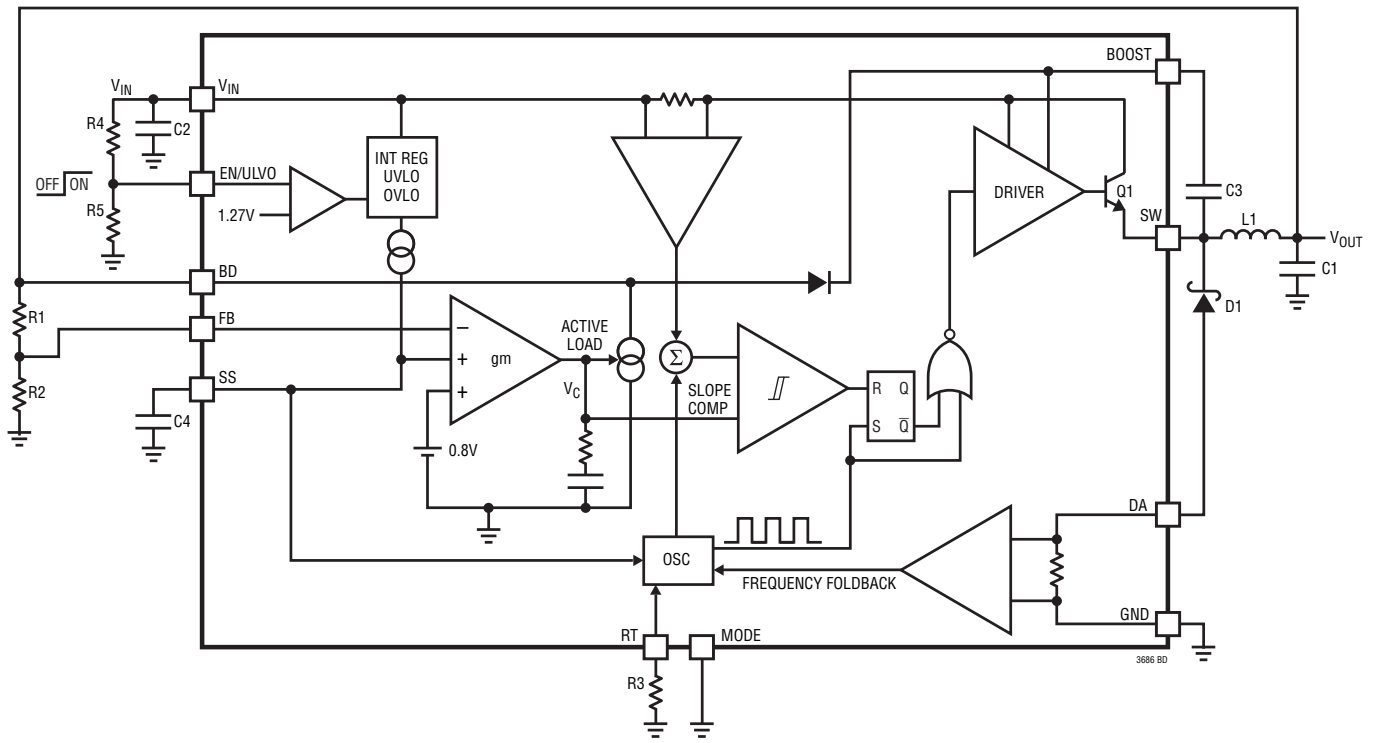 BOOST
VIN
VIN
R4
C2
INT REG
UVLO
OVLO
EN/ULVO
OFF ON
1.27V
R5
DRIVER
Q1
C3
SW
L1
VOUT
C1
BD
D1
R1
FB
ACTIVE
LOAD
–
+
gm
+
Σ
SS
VC
SLOPE
COMP
R Q
S Q̅
R2
C4
0.8V
DA
OSC
FREQUENCY FOLDBACK
GND
RT
MODE
3686 BD
R3